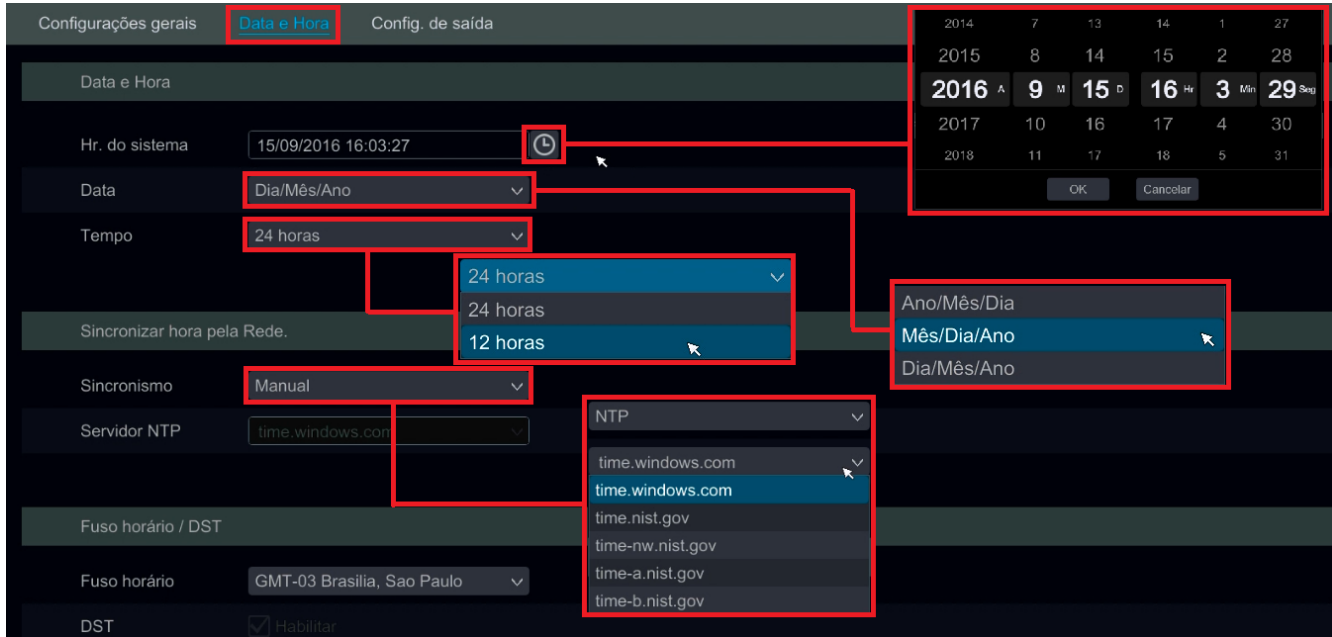 Configurações gerais Data e Hora Config. de saída
2014 7 13 14 1 27
2015 8 14 15 2 28
2016 A 9 M 15 D 16 Hr 3 Min 29 Seg
2017 10 16 17 4 30
2018 11 17 18 5 31
OK Cancelar
Data e Hora
Hr. do sistema 15/09/2016 16:03:27
Data Dia/Mês/Ano
Tempo 24 horas
24 horas
24 horas
12 horas
Ano/Mês/Dia
Mês/Dia/Ano
Dia/Mês/Ano
Sincronizar hora pela Rede.
Sincronismo Manual
Servidor NTP time.windows.com
NTP
time.windows.com
time.windows.com
time.nist.gov
time-nw.nist.gov
time-a.nist.gov
time-b.nist.gov
Fuso horário / DST
Fuso horário GMT-03 Brasilia, Sao Paulo
DST Habilitar